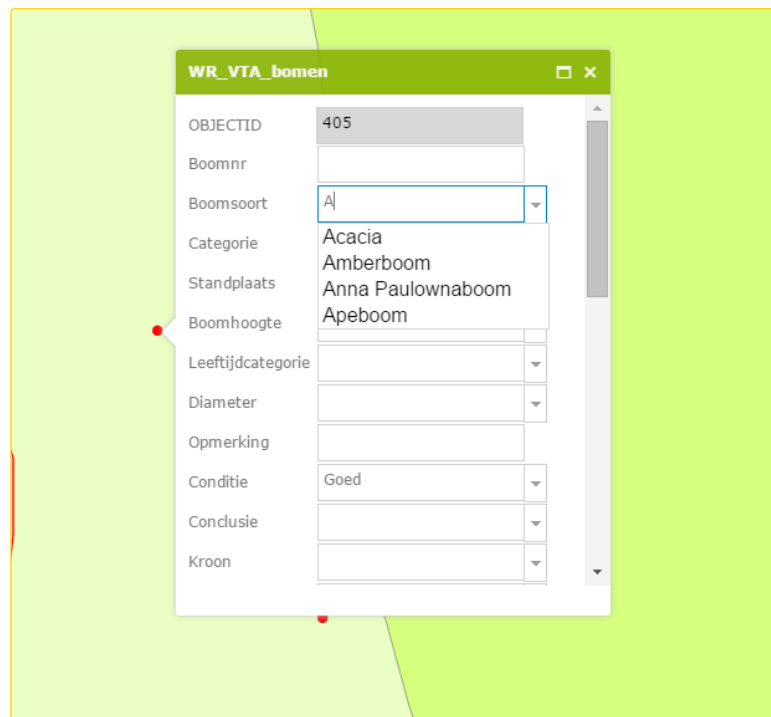 WR_VTA_bomen
OBJECTID 405
Boomnr
Boomsoort A
Categorie
Acacia
Amberboom
Anna Paulownaboom
Apeboom
Standplaats
Boomhoogte
Leeftijdcategorie
Diameter
Opmerking
Conditie Goed
Conclusie
Kroon